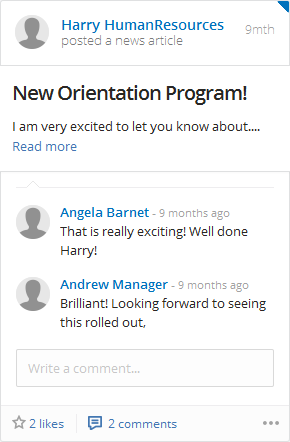 Harry HumanResources
9mth
posted a news article
New Orientation Program!
I am very excited to let you know about....
Read more
Angela Barnet - 9 months ago
That is really exciting! Well done
Harry!
Andrew Manager - 9 months ago
Brilliant! Looking forward to seeing
this rolled out,
Write a comment...
2 likes
2 comments